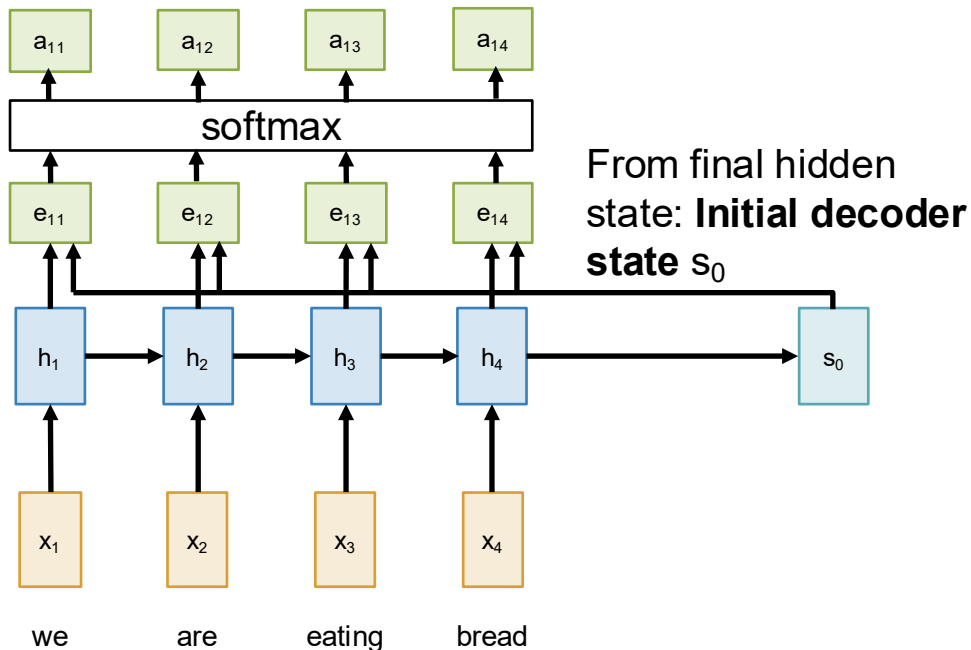 a₁₁ a₁₂ a₁₃ a₁₄
softmax
From final hidden
state: Initial decoder
state s₀
e₁₁ e₁₂ e₁₃ e₁₄
h₁ h₂ h₃ h₄ s₀
x₁ x₂ x₃ x₄
we are eating bread